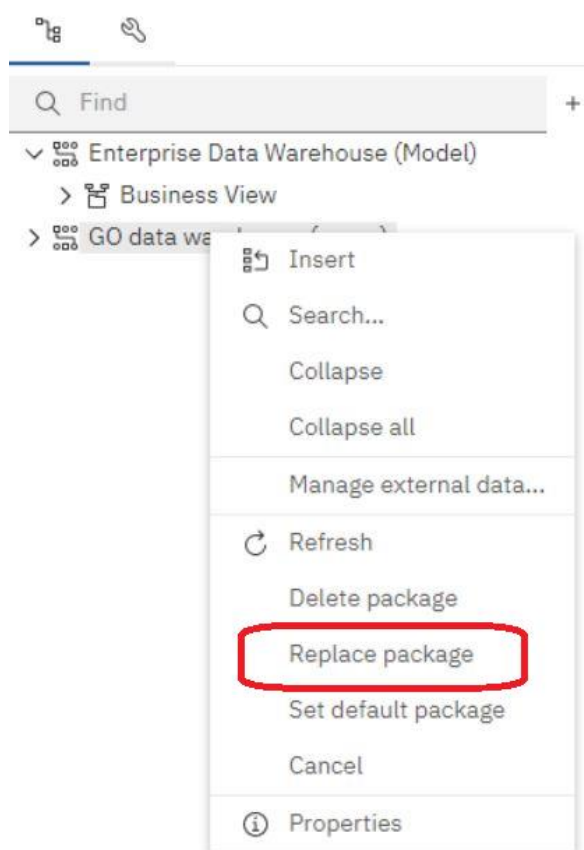 Find
Enterprise Data Warehouse (Model)
Business View
GO data wa
Insert
Search...
Collapse
Collapse all
Manage external data...
Refresh
Delete package
Replace package
Set default package
Cancel
Properties